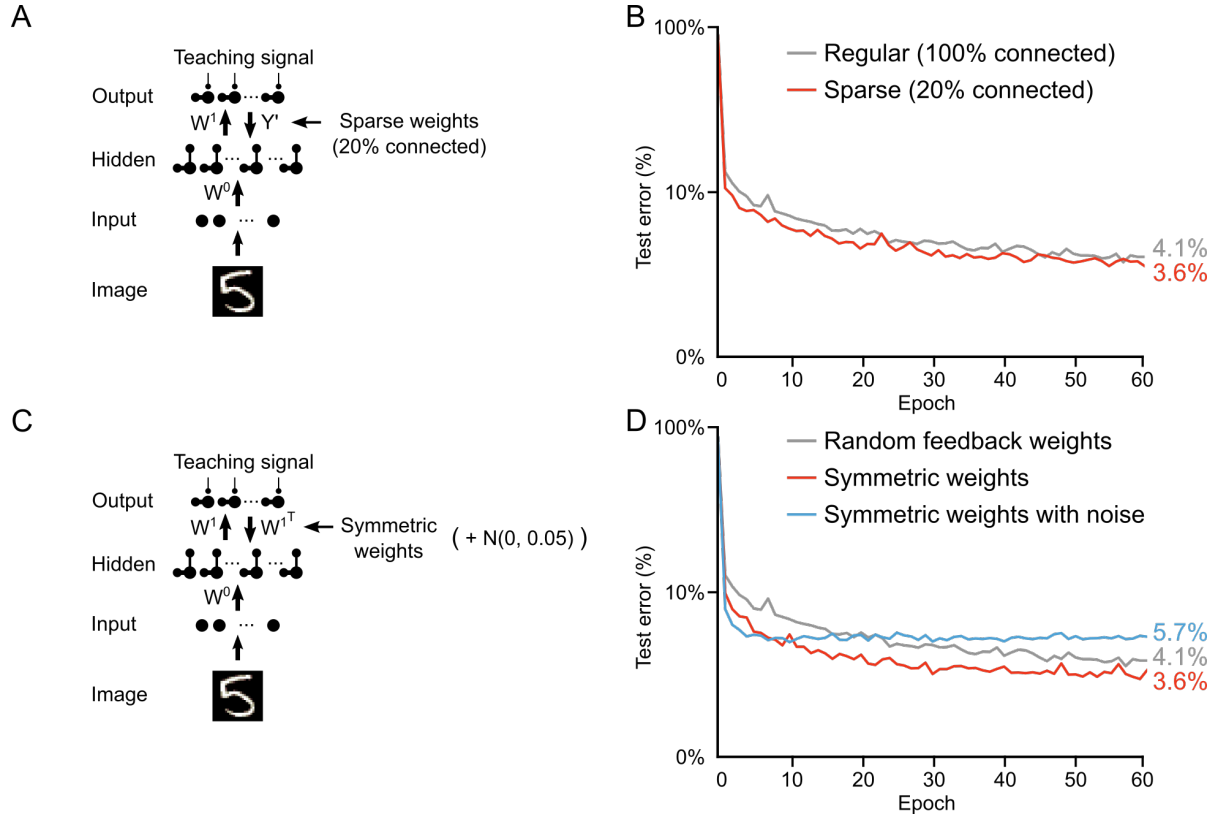 A
Teaching signal
Output
W¹
Y'
Sparse weights
(20% connected)
Hidden
W⁰
Input
Image
B
100%
10%
0%
Test error (%)
Regular (100% connected)
Sparse (20% connected)
4.1%
3.6%
0 10 20 30 40 50 60
Epoch
C
Teaching signal
Output
W¹
W¹ᵀ
Symmetric
weights
( + N(0, 0.05) )
Hidden
W⁰
Input
Image
D
100%
10%
0%
Test error (%)
Random feedback weights
Symmetric weights
Symmetric weights with noise
5.7%
4.1%
3.6%
0 10 20 30 40 50 60
Epoch